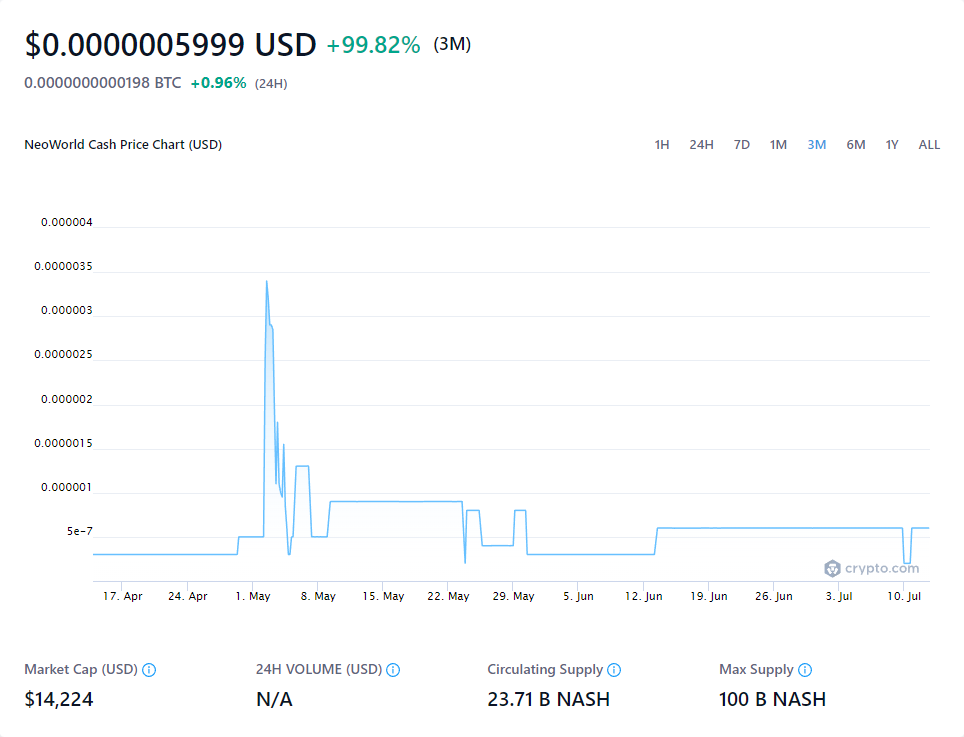 $0.0000005999 USD +99.82% (3M)
0.0000000000198 BTC +0.96% (24H)
NeoWorld Cash Price Chart (USD) 1H 24H 7D 1M 3M 6M 1Y ALL
0.000004
0.0000035
0.000003
0.0000025
0.000002
0.0000015
0.000001
5e-7
crypto.com
17. Apr 24. Apr 1. May 8. May 15. May 22. May 29. May 5. Jun 12. Jun 19. Jun 26. Jun 3. Jul 10. Jul
Market Cap (USD) 24H VOLUME (USD) Circulating Supply Max Supply
$14,224 N/A 23.71 B NASH 100 B NASH